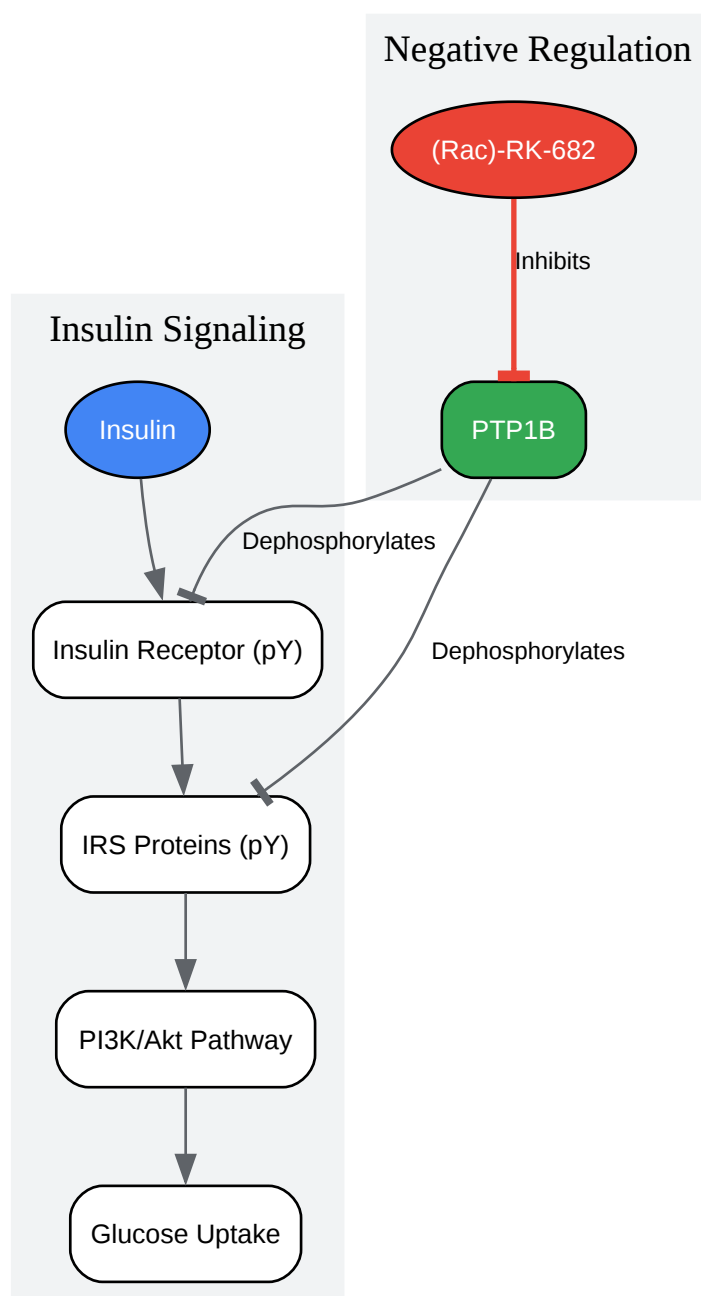 Negative Regulation
(Rac)-RK-682
Inhibits
Insulin Signaling
Insulin
PTP1B
Dephosphorylates
Insulin Receptor (pY)
Dephosphorylates
IRS Proteins (pY)
PI3K/Akt Pathway
Glucose Uptake